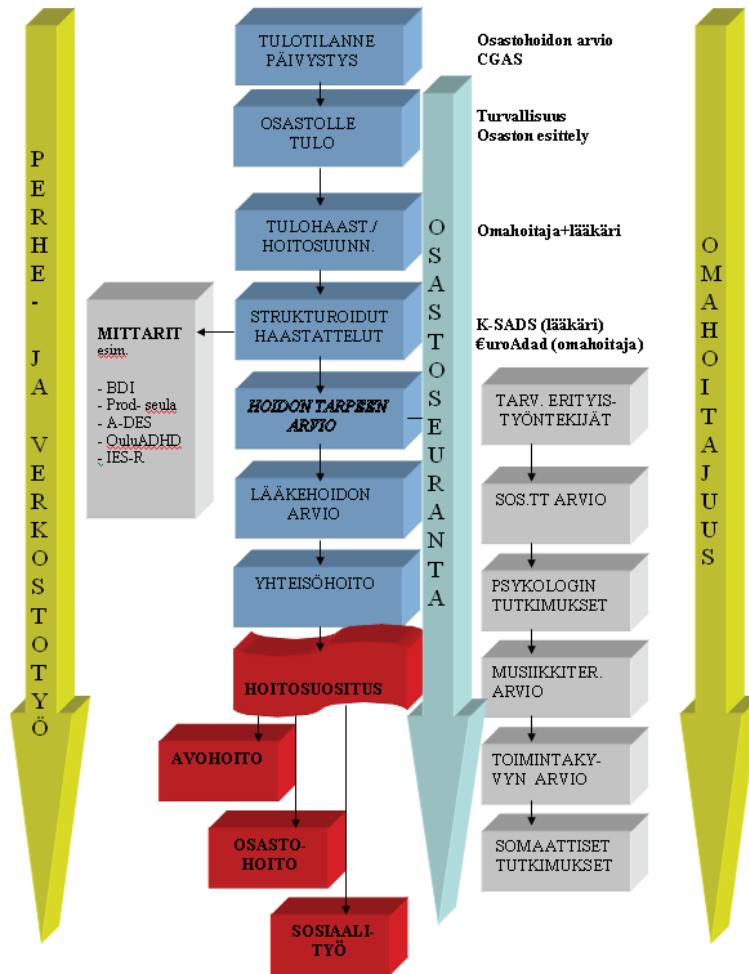 TULOTILANNE
PÄIVYSTYS
Osastohoidon arvio
CGAS
OSASTOLLE
TULO
Turvallisuus
Osaston esittely
TULOHAAST./
HOITOSUUNN.
Omahoitaja+lääkäri
STRUKTUROIDUT
HAASTATTELUT
K-SADS (lääkäri)
€uroAdad (omahoitaja)
MITTARIT
esim.
- BDI
- Prod- seula
- A-DES
- OuluADHD
- IES-R
HOIDON TARPEEN
ARVIO
LÄÄKEHOIDON
ARVIO
YHTEISÖHOITO
HOITOSUOSITUS
AVOHOITO
OSASTO-
HOITO
SOSIAALI-
TYÖ
TARV. ERITYIS-
TYÖNTEKIJÄT
SOS.TT ARVIO
PSYKOLOGIN
TUTKIMUKSET
MUSIIKKITER.
ARVIO
TOIMINTAKY-
VYN ARVIO
SOMAATTISET
TUTKIMUKSET
PERHE- JA VERKOSTOTYÖ
OSASTOSEURANTA
OMAHOITAJUUS